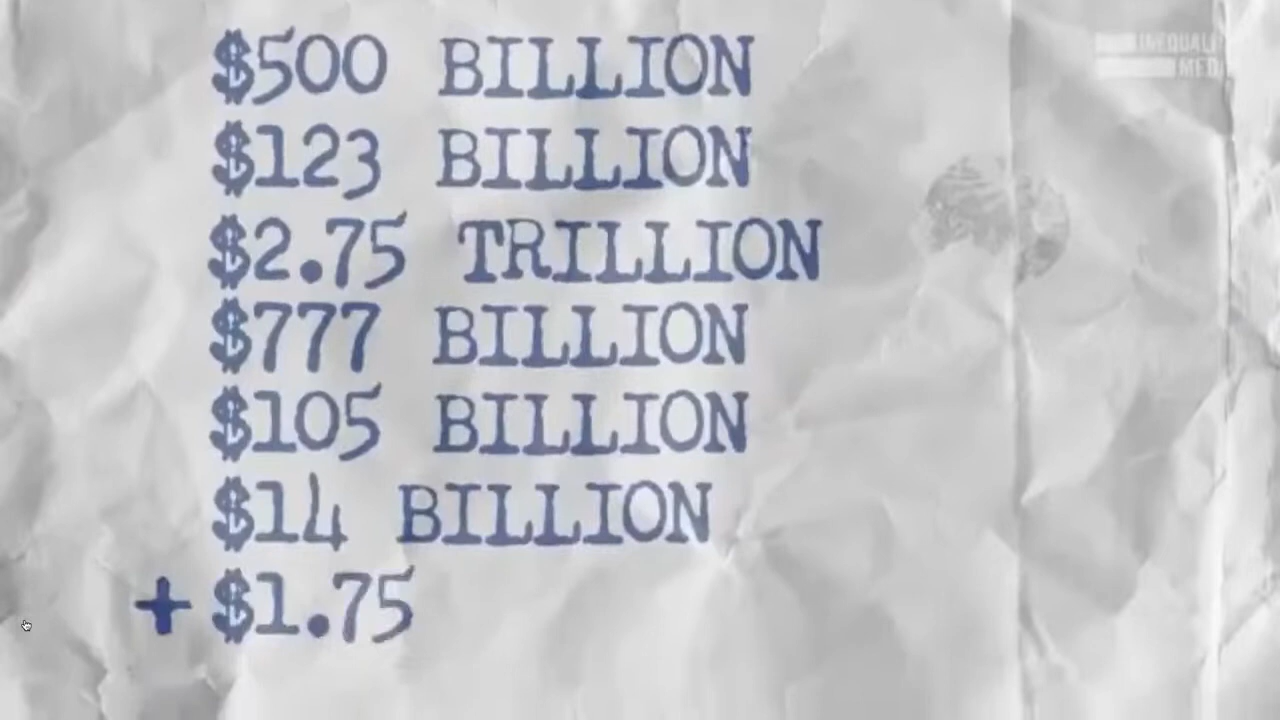 $500 BILLION
$123 BILLION
$2.75 TRILLION
$777 BILLION
$105 BILLION
$14 BILLION
+ $1.75